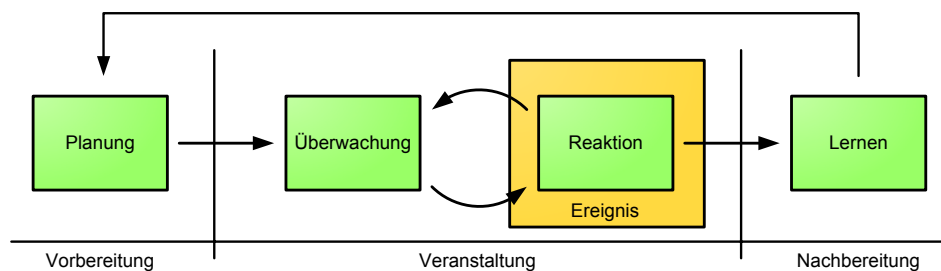 Planung
Überwachung
Reaktion
Lernen
Ereignis
Vorbereitung
Veranstaltung
Nachbereitung